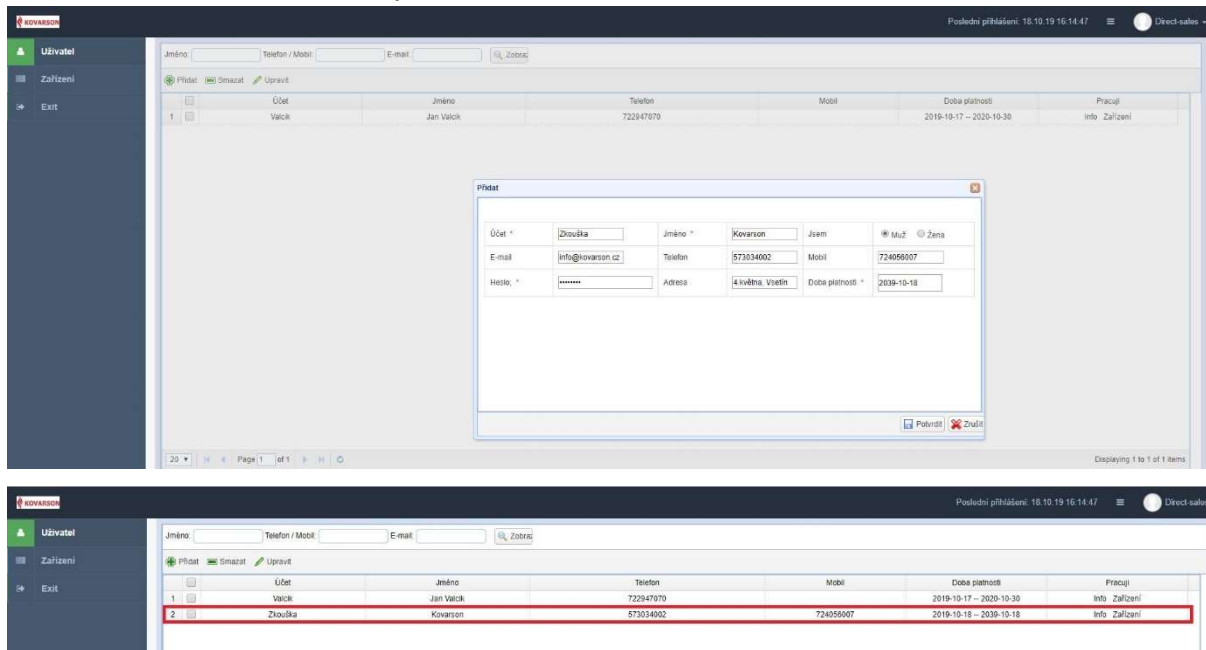 KOVARSON
Poslední přihlášení: 18.10.19 16:14:47 Direct-sales
Uživatel
Zařízení
Exit
Jméno: Telefon / Mobil: E-mail: Zobraz
Přidat Smazat Upravit
Účet Jméno Telefon Mobil Doba platnosti Pracuji
1 Valcik Jan Valcik 722947070 2019-10-17 -- 2020-10-30 Info Zařízení
Přidat
Účet * Zkouška Jméno * Kovarson Jsem Muž Žena
E-mail info@kovarson.cz Telefon 573034002 Mobil 724056007
Heslo; * •••••••• Adresa 4.května, Vsetín Doba platnosti * 2039-10-18
Potvrdit Zrušit
20 Page 1 of 1 Displaying 1 to 1 of 1 items
KOVARSON
Poslední přihlášení: 18.10.19 16:14:47 Direct-sales
Uživatel
Zařízení
Exit
Jméno: Telefon / Mobil: E-mail: Zobraz
Přidat Smazat Upravit
Účet Jméno Telefon Mobil Doba platnosti Pracuji
1 Valcik Jan Valcik 722947070 2019-10-17 -- 2020-10-30 Info Zařízení
2 Zkouška Kovarson 573034002 724056007 2019-10-18 -- 2039-10-18 Info Zařízení